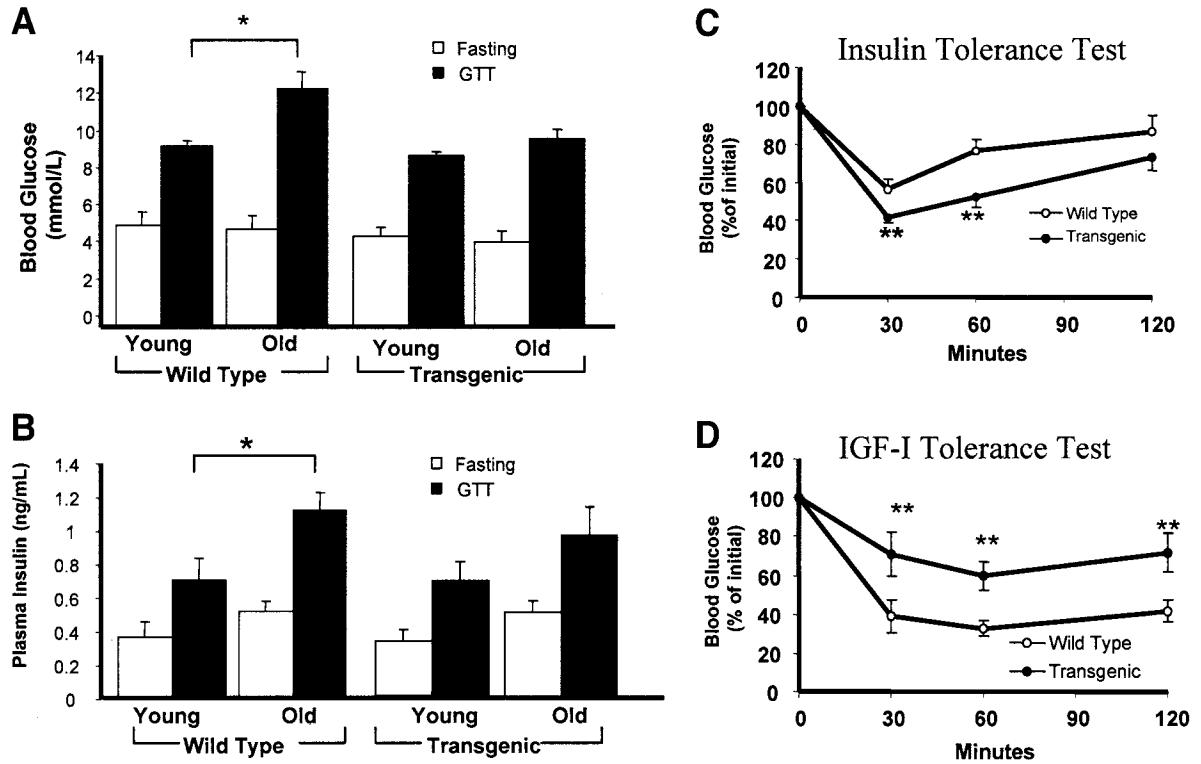 A
*
Fasting
GTT
Blood Glucose
(mmol/L)
14
12
10
8
6
4
2
0
Young
Old
Young
Old
Wild Type
Transgenic
B
*
Fasting
GTT
Plasma Insulin (ng/mL)
1.4
1.2
1
0.8
0.6
0.4
0.2
0
Young
Old
Young
Old
Wild Type
Transgenic
C
Insulin Tolerance Test
Blood Glucose
(%of initial)
120
100
80
60
40
20
0
**
**
Wild Type
Transgenic
0
30
60
90
120
Minutes
D
IGF-I Tolerance Test
Blood Glucose
(% of initial)
120
100
80
60
40
20
0
**
**
**
Wild Type
Transgenic
0
30
60
90
120
Minutes